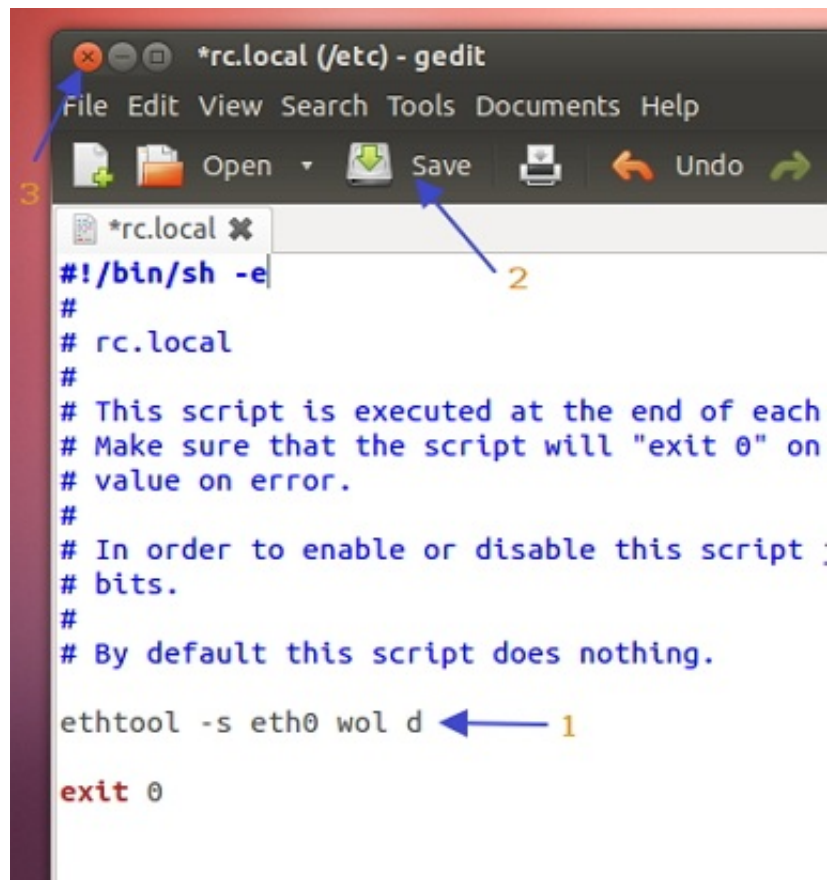 *rc.local (/etc) - gedit
File Edit View Search Tools Documents Help
Open Save Undo
3
*rc.local
#!/bin/sh -e
2
#
# rc.local
#
# This script is executed at the end of each
# Make sure that the script will "exit 0" on
# value on error.
#
# In order to enable or disable this script
# bits.
#
# By default this script does nothing.
ethtool -s eth0 wol d 1
exit 0